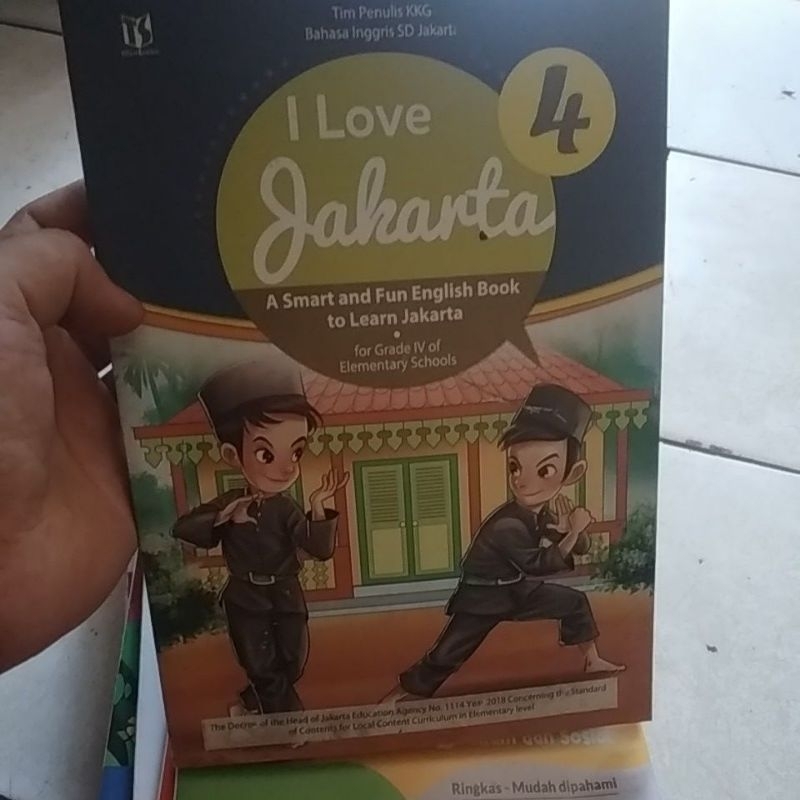 Tim Penulis KKG
Bahasa Inggris SD Jakarta
4
I Love
Jakarta
A Smart and Fun English Book
to Learn Jakarta
for Grade IV of
Elementary Schools
The Decree of the Head of Jakarta Education Agency No. 1114 Year 2018 Concerning the Standard
of Contents for Local Content Curriculum in Elementary level
dan Sosial
Ringkas - Mudah dipahami